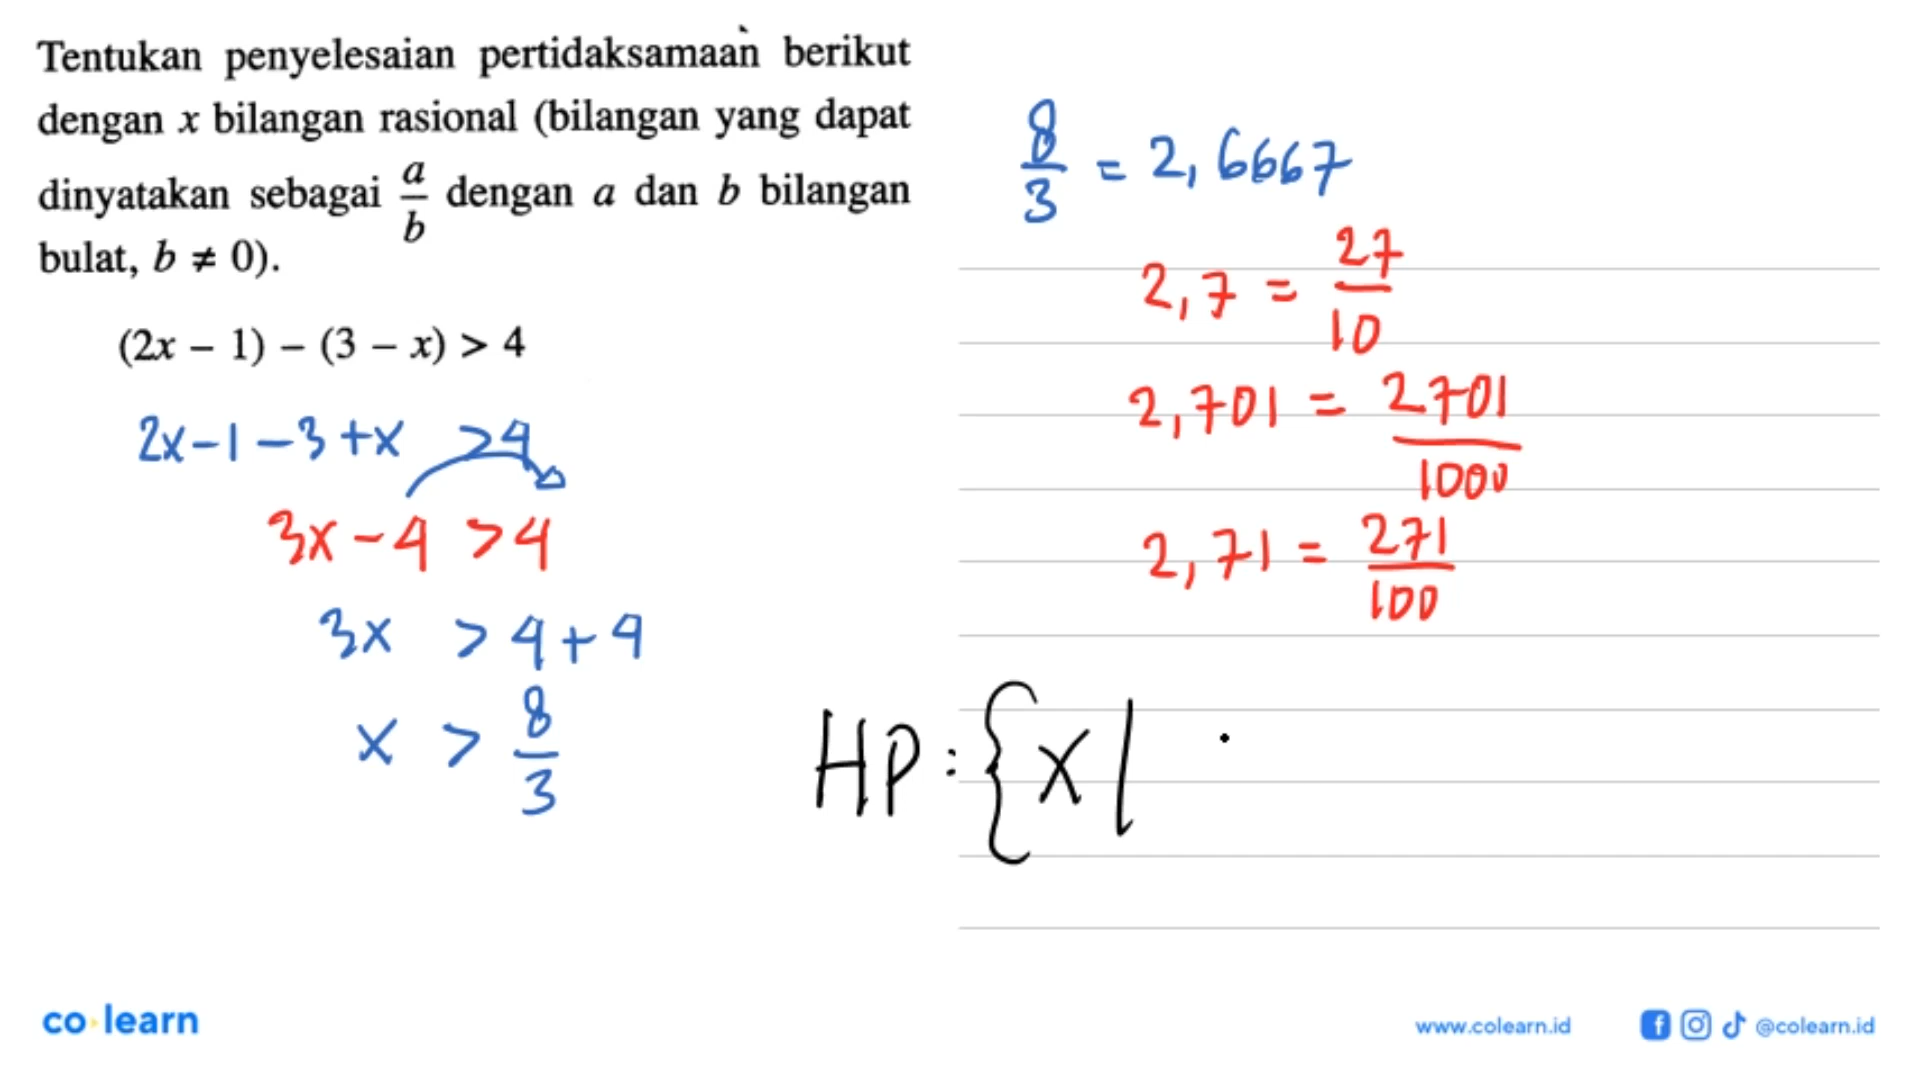 Tentukan penyelesaian pertidaksamaan berikut
dengan x bilangan rasional (bilangan yang dapat
dinyatakan sebagai a/b dengan a dan b bilangan
bulat, b ≠ 0).
(2x – 1) – (3 – x) > 4
2x-1-3+x >4
3x-4 >4
3x > 4+4
x > 8/3
8/3 = 2,6667
2,7 = 27/10
2,701 = 2701/1000
2,71 = 271/100
HP:{x|
co learn
www.colearn.id
@colearn.id